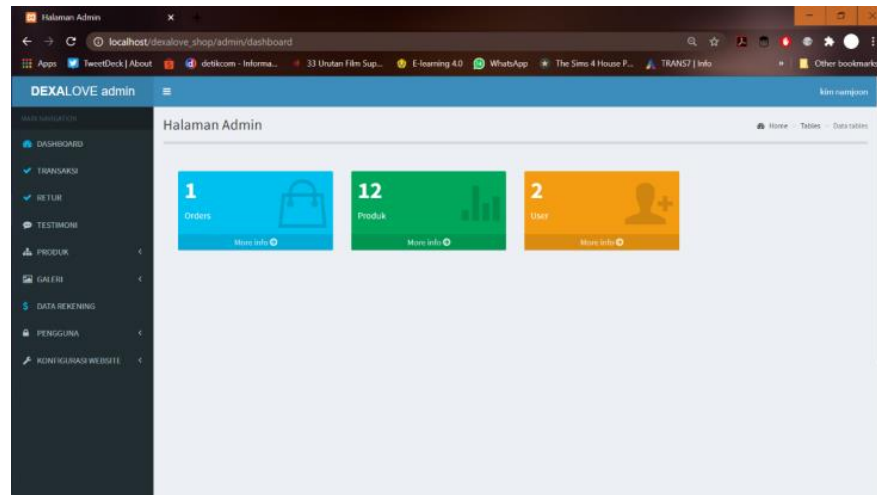 Halaman Admin
localhost/dexalove_shop/admin/dashboard
Apps TweetDeck | About detikcom - Informa... 33 Urutan Film Sup... E-learning 4.0 WhatsApp The Sims 4 House P... TRANS7 | Info » Other bookmarks
DEXALOVE admin
kim namjoon
MAIN NAVIGATION
Halaman Admin
Home > Tables > Data tables
DASHBOARD
TRANSAKSI
RETUR
TESTIMONI
PRODUK
GALERI
DATA REKENING
PENGGUNA
KONFIGURASI WEBSITE
1
Orders
More info
12
Produk
More info
2
User
More info